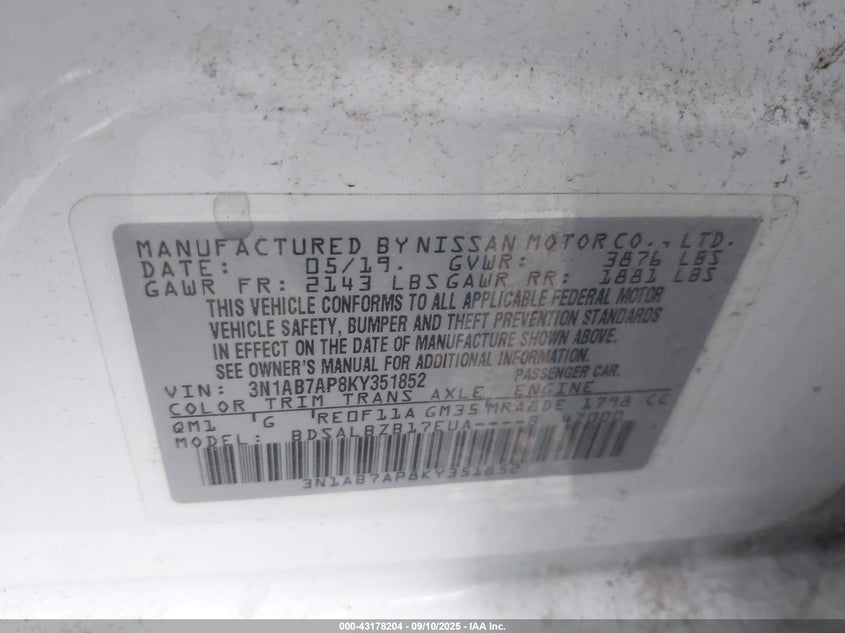 MANUFACTURED BY NISSAN MOTOR CO., LTD.
DATE: 05/19. GVWR: 3876 LBS
GAWR FR: 2143 LBS GAWR RR: 1881 LBS
THIS VEHICLE CONFORMS TO ALL APPLICABLE FEDERAL MOTOR
VEHICLE SAFETY, BUMPER AND THEFT PREVENTION STANDARDS
IN EFFECT ON THE DATE OF MANUFACTURE SHOWN ABOVE.
SEE OWNER'S MANUAL FOR ADDITIONAL INFORMATION.
VIN: 3N1AB7AP8KY351852 PASSENGER CAR.
COLOR TRIM TRANS AXLE ENGINE
QM1 G RE0F11A GM35 MRA8DE 1798 CC
MODEL: BDSALBZB17EUA----B
3N1AB7AP8KY351852
000-43178204 - 09/10/2025 - IAA Inc.